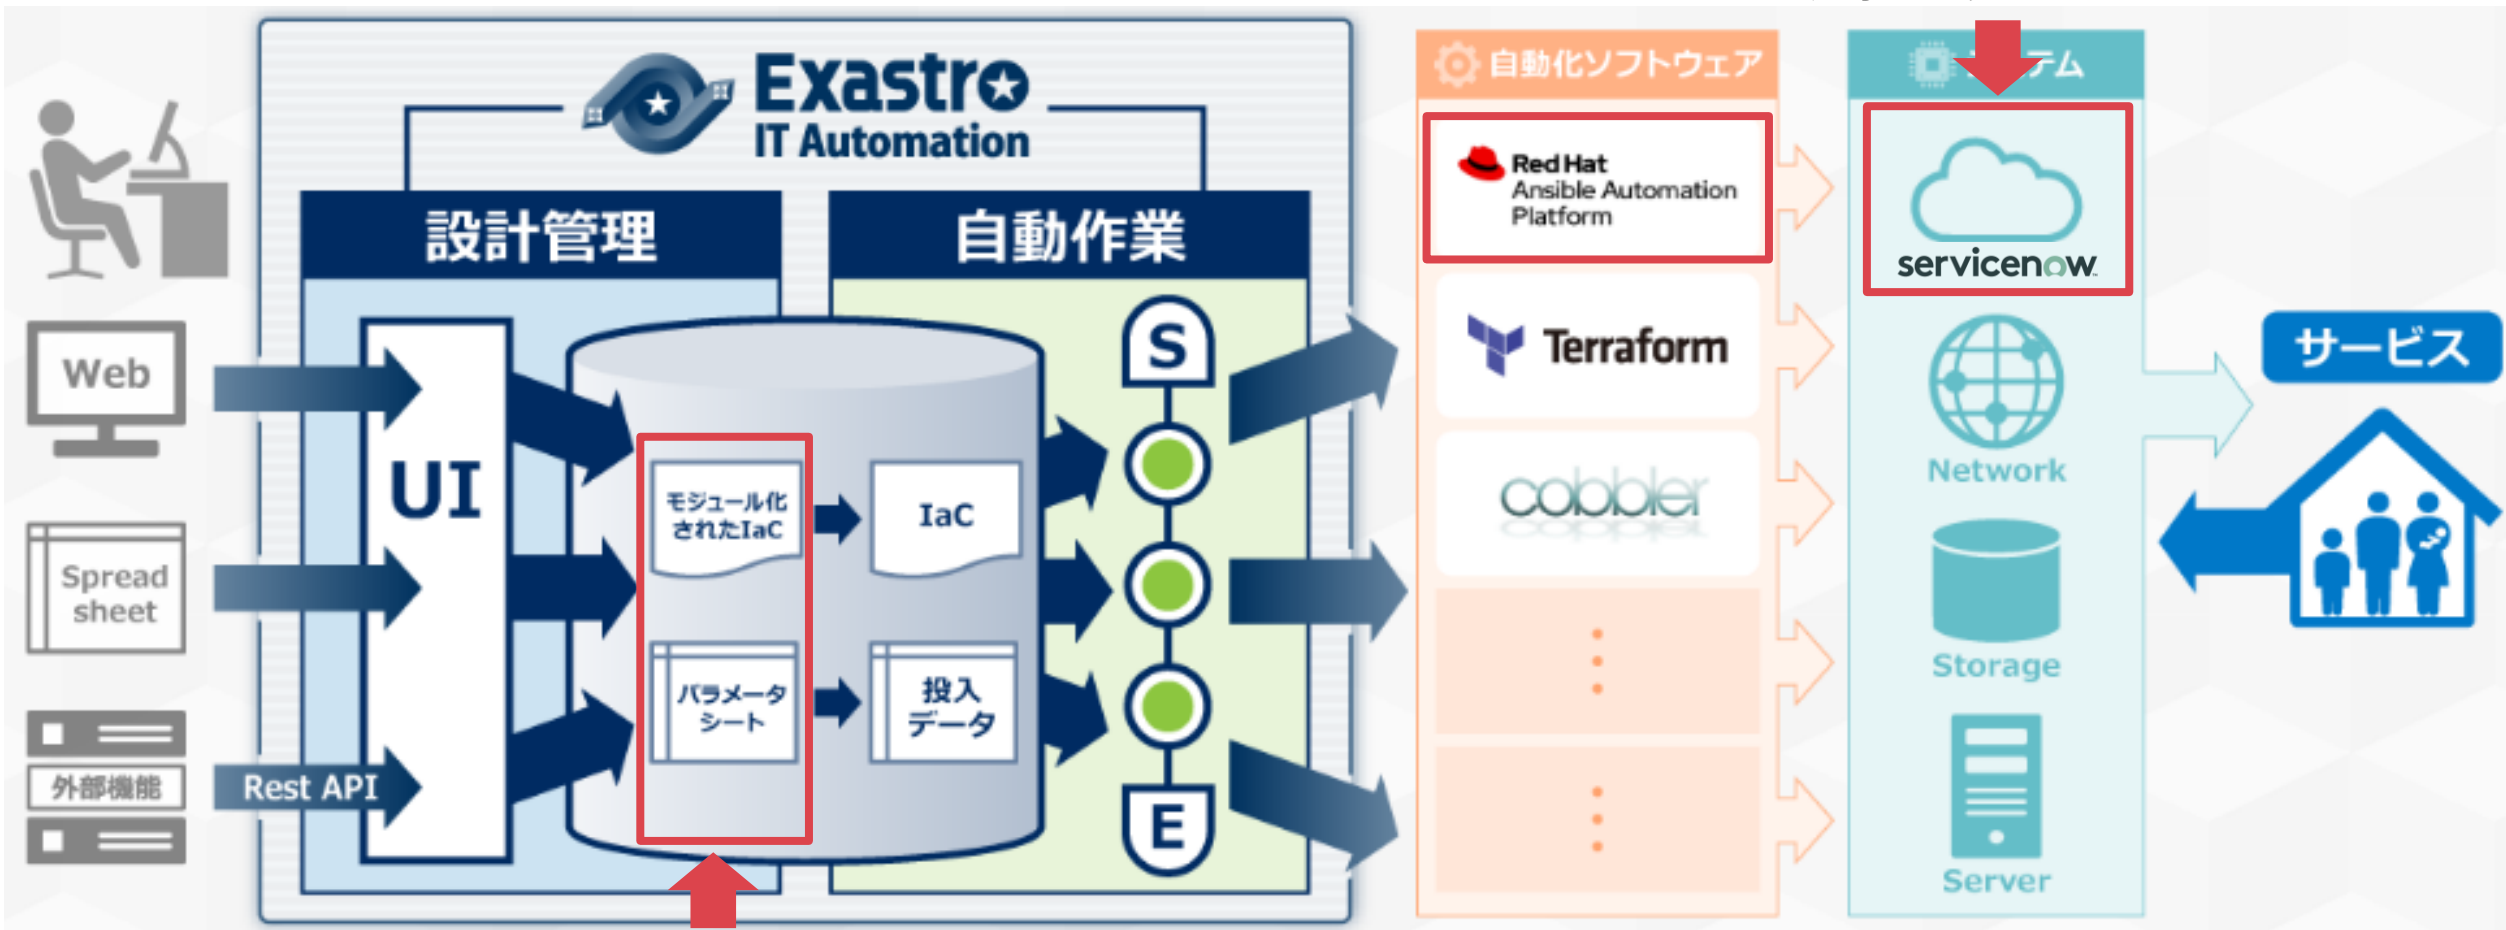 Exastro
IT Automation
設計管理
自動作業
Web
Spread
sheet
外部機能
Rest API
UI
モジュール化
されたIaC
IaC
パラメータ
シート
投入
データ
S
E
自動化ソフトウェア
Red Hat
Ansible Automation
Platform
Terraform
cobbler
テム
servicenow
Network
Storage
Server
サービス